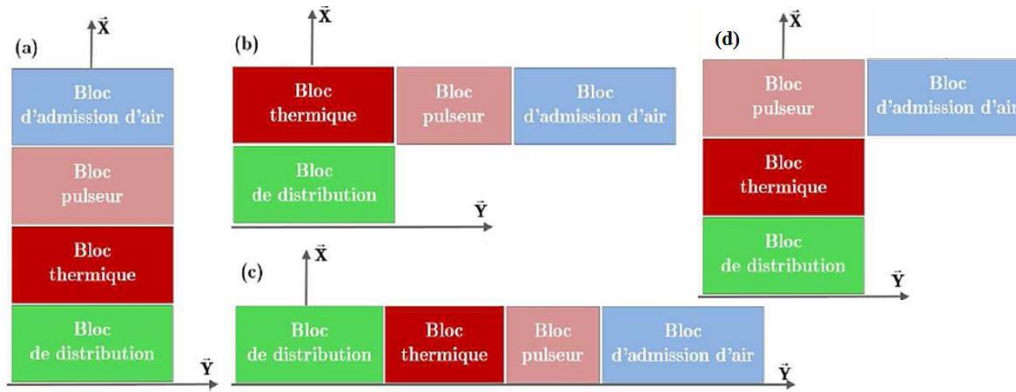 (a)
X⃗
Bloc
d'admission d'air
Bloc
pulseur
Bloc
thermique
Bloc
de distribution
Y⃗
(b)
X⃗
Bloc
thermique
Bloc
pulseur
Bloc
d'admission d'air
Bloc
de distribution
Y⃗
(c)
X⃗
Bloc
de distribution
Bloc
thermique
Bloc
pulseur
Bloc
d'admission d'air
Y⃗
(d)
X⃗
Bloc
pulseur
Bloc
d'admission d'air
Bloc
thermique
Bloc
de distribution
Y⃗